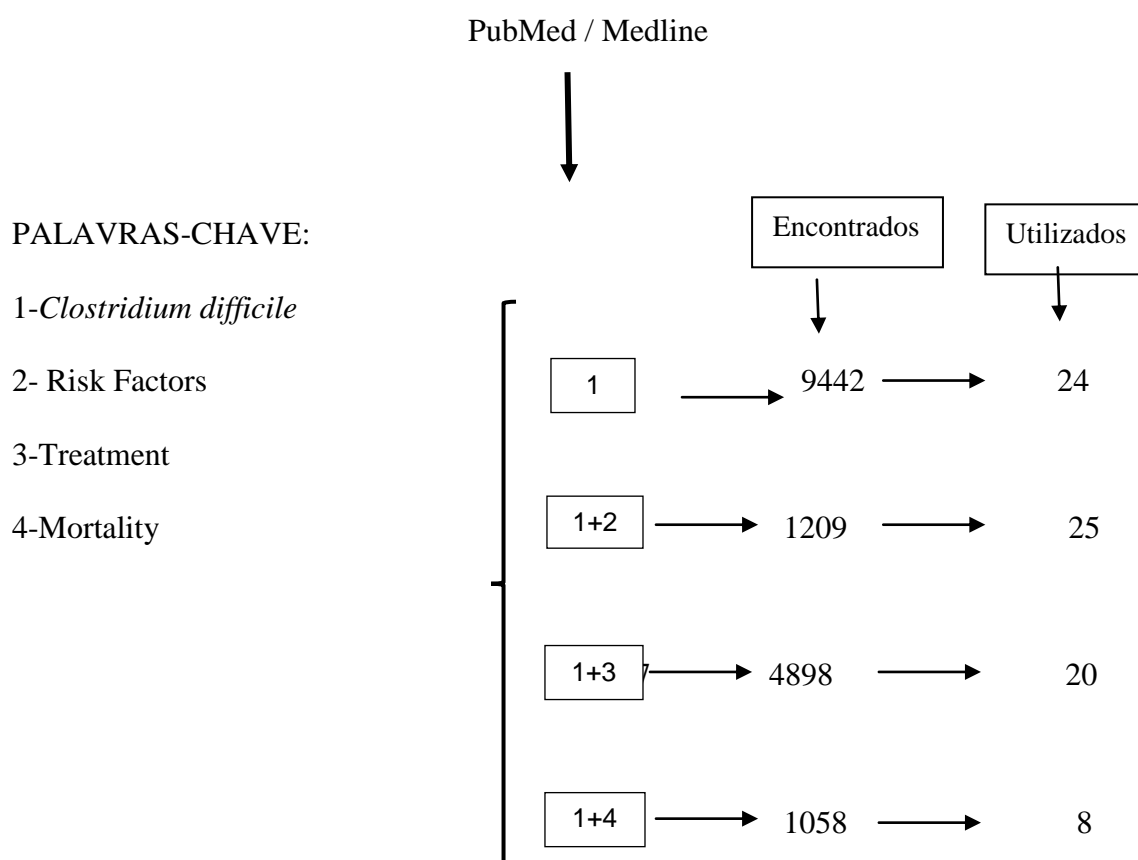 PubMed / Medline
PALAVRAS-CHAVE:
Encontrados
Utilizados
1-Clostridium difficile
2- Risk Factors
1
9442
24
3-Treatment
4-Mortality
1+2
1209
25
1+3
4898
20
1+4
1058
8